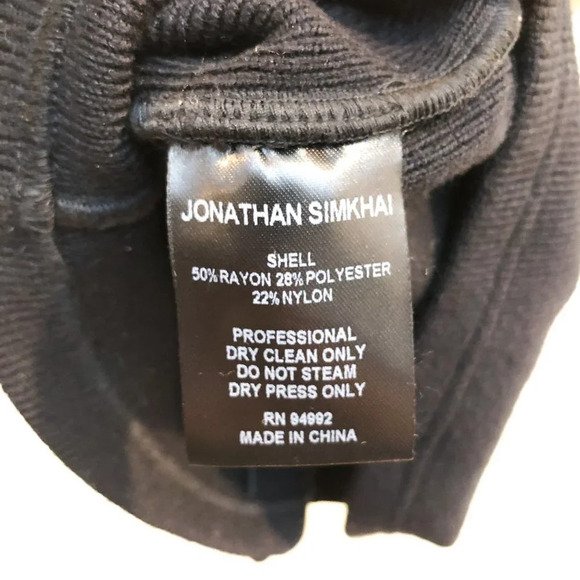 JONATHAN SIMKHAI
SHELL
50% RAYON 28% POLYESTER
22% NYLON
PROFESSIONAL
DRY CLEAN ONLY
DO NOT STEAM
DRY PRESS ONLY
RN 94992
MADE IN CHINA